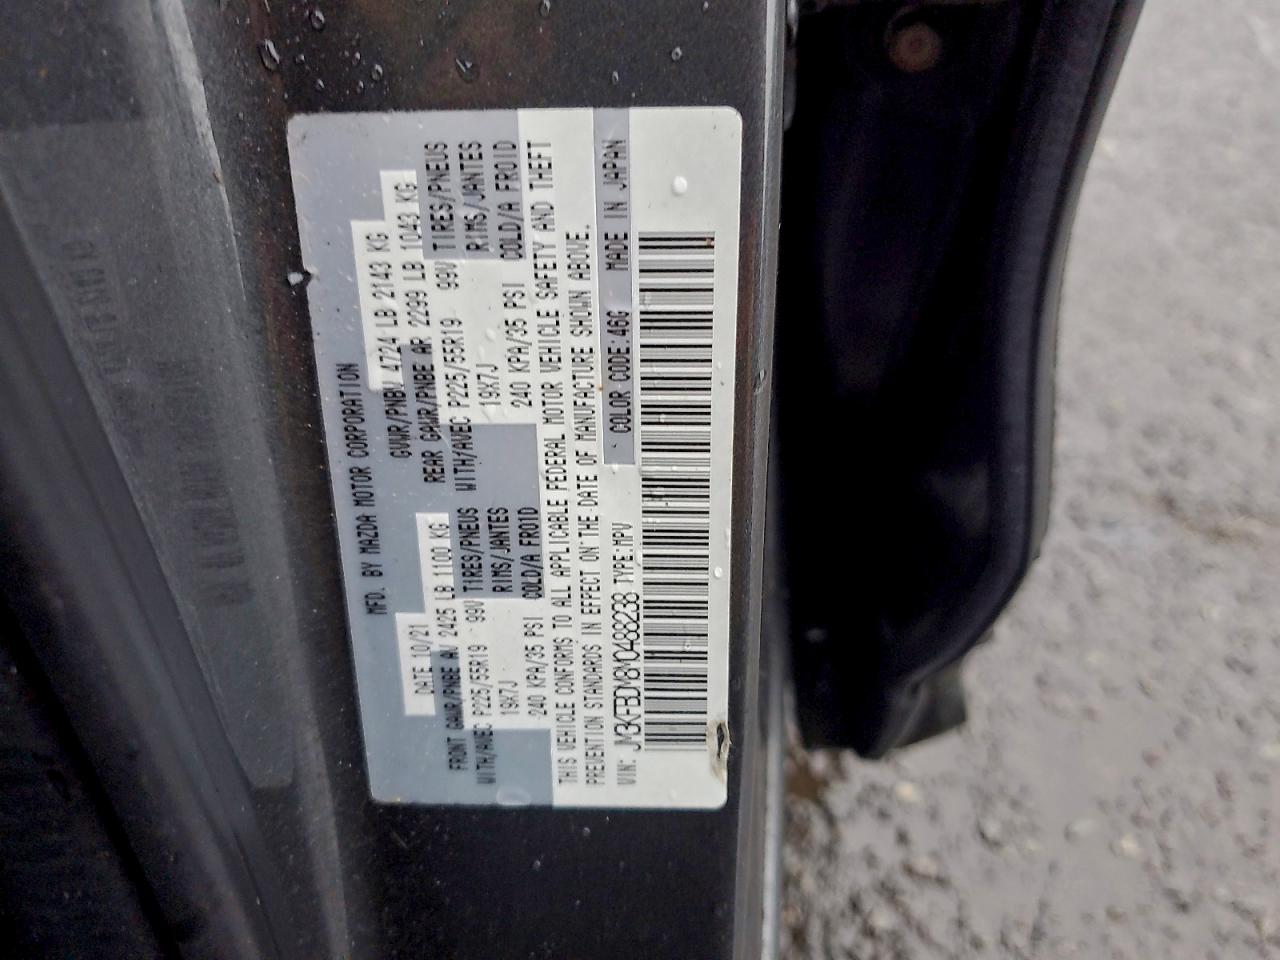 MFD. BY MAZDA MOTOR CORPORATION
DATE 10/21 GVWR/PNBV 4724 LB 2143 KG
FRONT GAWR/PNBE AV 2425 LB 1100 KG REAR GAWR/PNBE AR 2299 LB 1043 KG
WITH/AVEC P225/55R19 99V TIRES/PNEUS WITH/AVEC P225/55R19 99V TIRES/PNEUS
19X7J RIMS/JANTES 19X7J RIMS/JANTES
240 KPA/35 PSI COLD/A FROID 240 KPA/35 PSI COLD/A FROID
THIS VEHICLE CONFORMS TO ALL APPLICABLE FEDERAL MOTOR VEHICLE SAFETY AND THEFT
PREVENTION STANDARDS IN EFFECT ON THE DATE OF MANUFACTURE SHOWN ABOVE.
VIN: JM3KFBDM8N0488238 TYPE:MPV COLOR CODE:46G MADE IN JAPAN